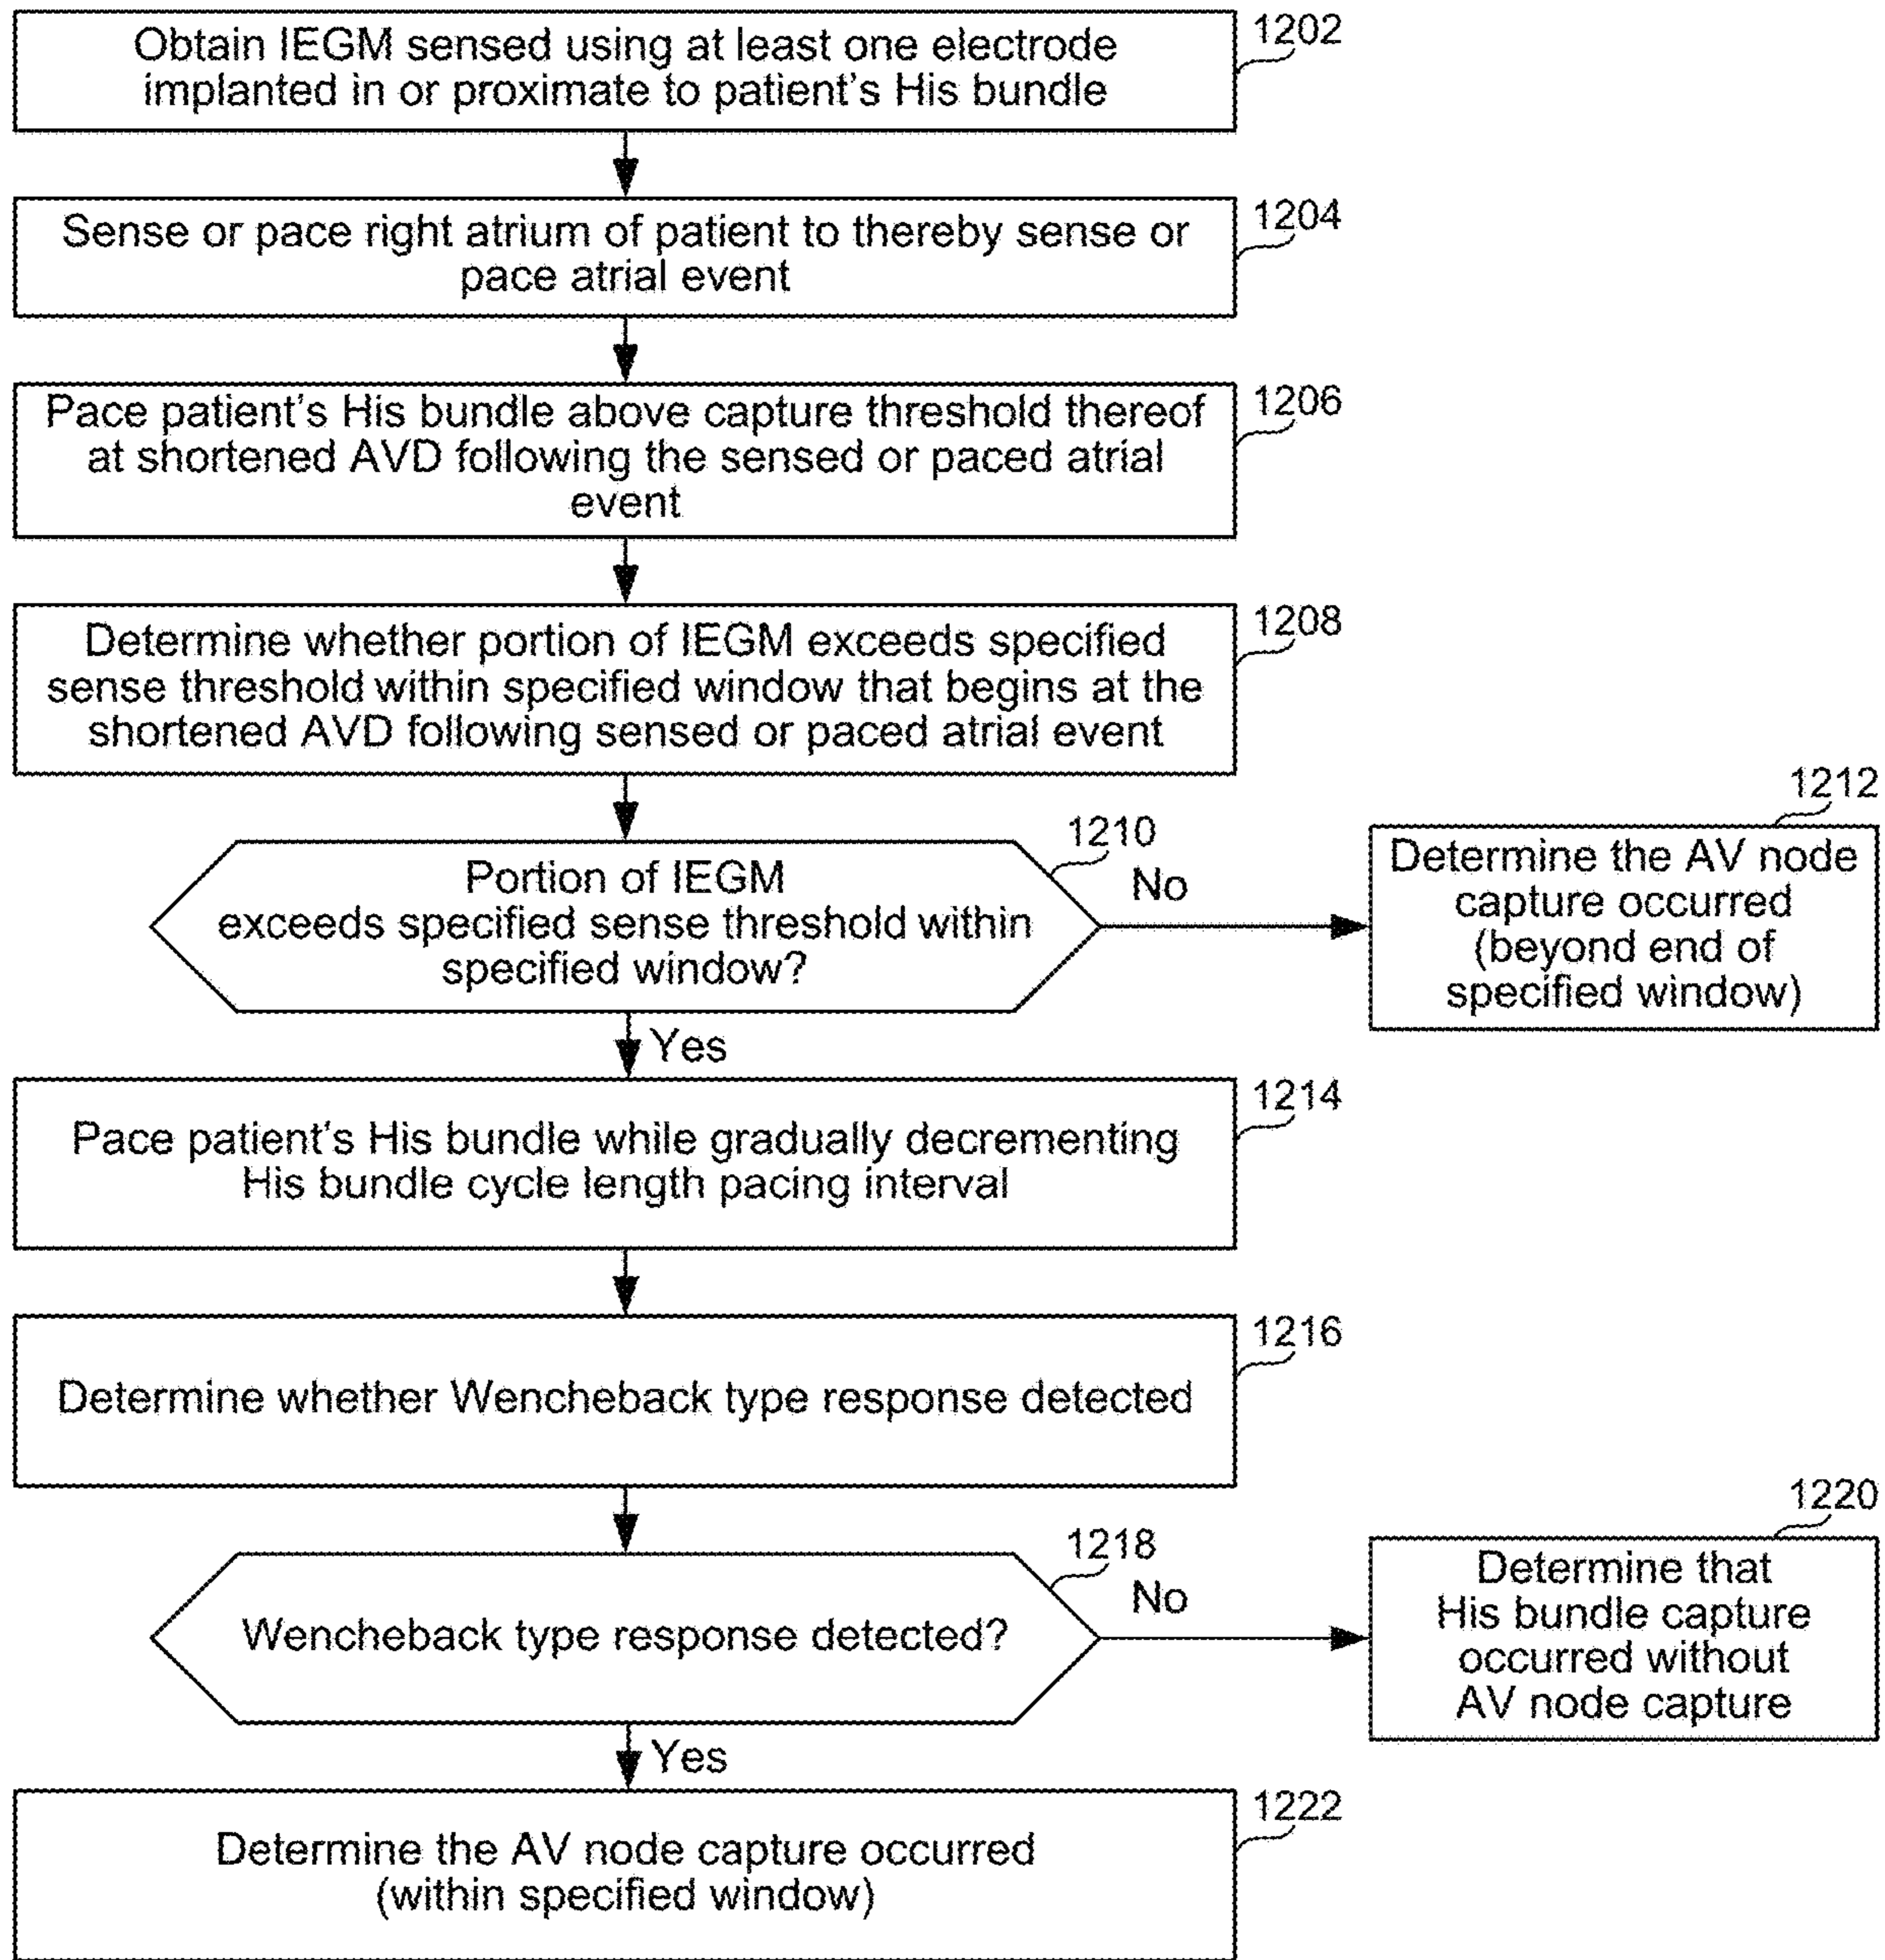 Obtain IEGM sensed using at least one electrode
implanted in or proximate to patient's His bundle
1202
Sense or pace right atrium of patient to thereby sense or
pace atrial event
1204
Pace patient's His bundle above capture threshold thereof
at shortened AVD following the sensed or paced atrial
event
1206
Determine whether portion of IEGM exceeds specified
sense threshold within specified window that begins at the
shortened AVD following sensed or paced atrial event
1208
Portion of IEGM
exceeds specified sense threshold within
specified window?
1210
No
1212
Determine the AV node
capture occurred
(beyond end of
specified window)
Yes
Pace patient's His bundle while gradually decrementing
His bundle cycle length pacing interval
1214
Determine whether Wencheback type response detected
1216
Wencheback type response detected?
1218
No
1220
Determine that
His bundle capture
occurred without
AV node capture
Yes
Determine the AV node capture occurred
(within specified window)
1222